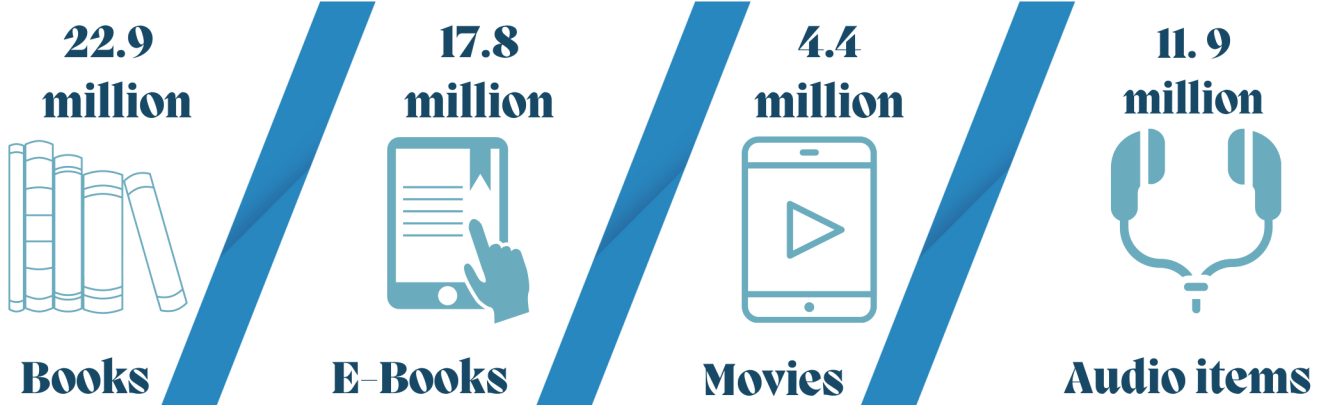 22.9
million
Books
17.8
million
E-Books
4.4
million
Movies
11. 9
million
Audio items